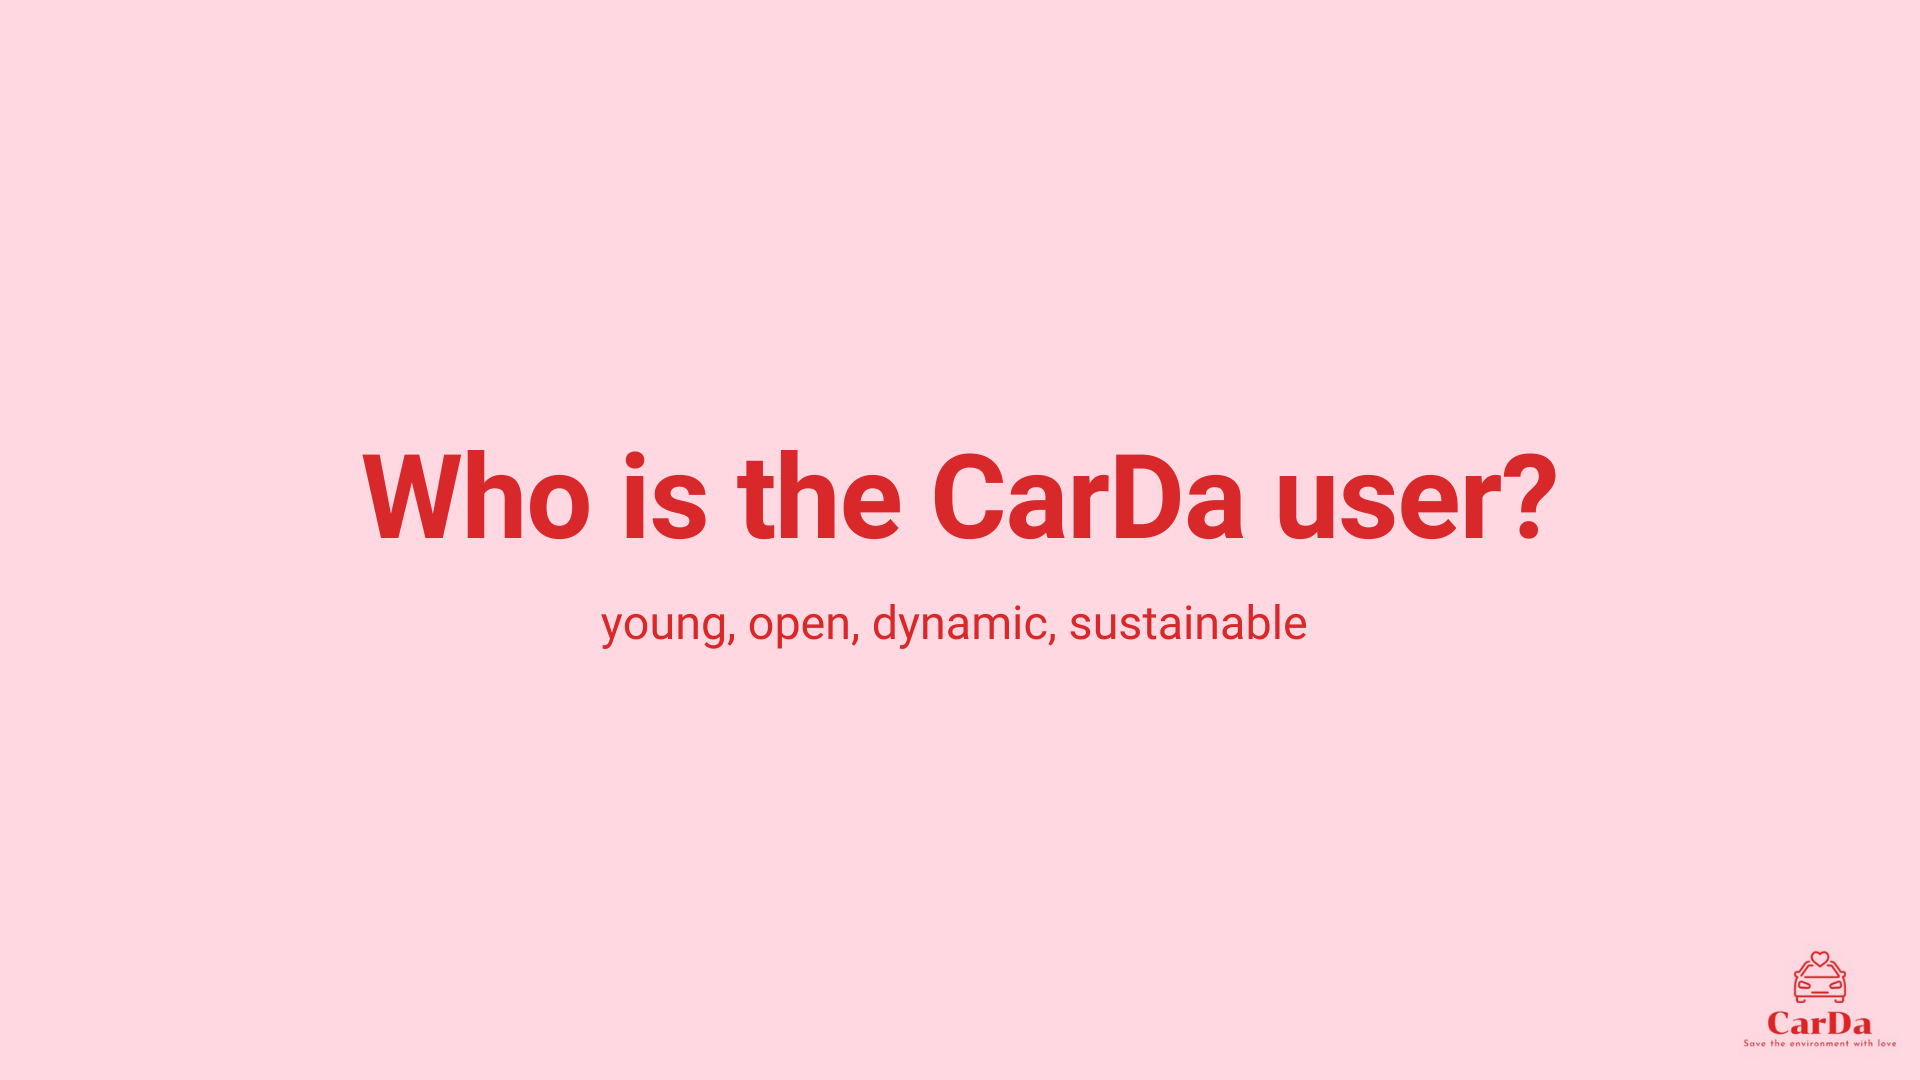 Who is the CarDa user?
young, open, dynamic, sustainable
CarDa
Save the environment with love